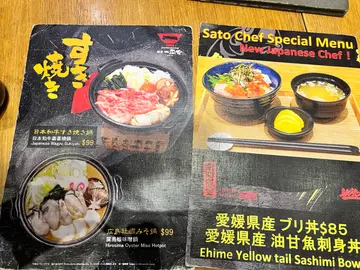 すき
焼き
日本和牛すき焼き鍋
日本和牛壽喜燒鍋
Japanese Wagyu Sukiyaki $99
広島牡蠣みそ鍋 $99
廣島蠔味噌鍋
Hiroshima Oyster Miso Hotpot
Sato Chef Special Menu
New Japanese Chef !
愛媛県産 ブリ丼$85
愛媛県産 油甘魚刺身丼
Ehime Yellow tail Sashimi Bow